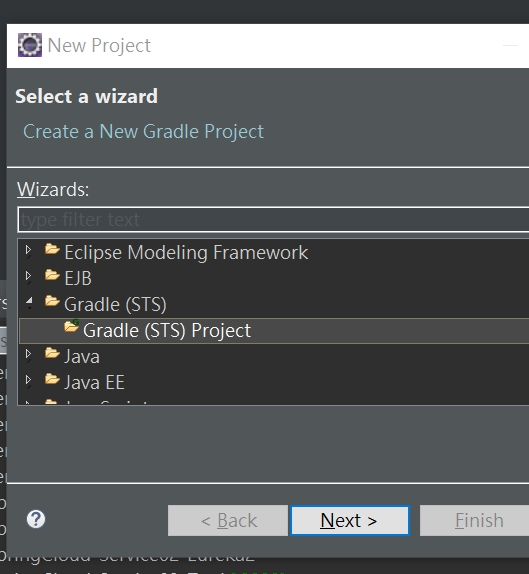 New Project
Select a wizard
Create a New Gradle Project
Wizards:
type filter text
Eclipse Modeling Framework
EJB
Gradle (STS)
Gradle (STS) Project
Java
Java EE
< Back
Next >
Finish